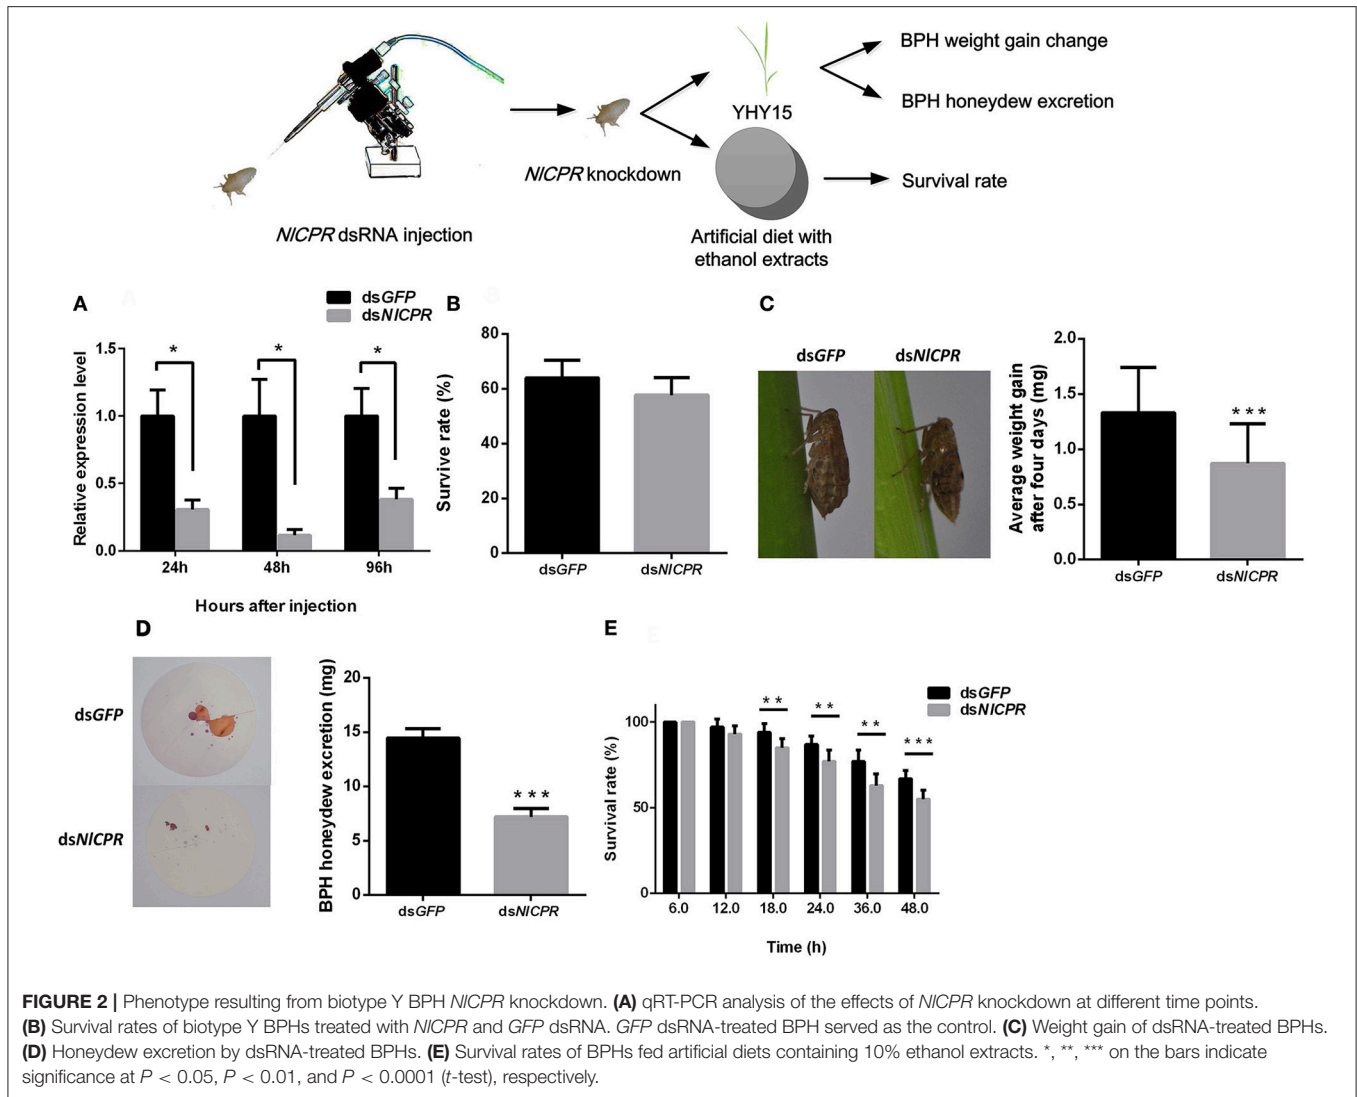 BPH weight gain change
BPH honeydew excretion
YHY15
NlCPR knockdown
Survival rate
NlCPR dsRNA injection
Artificial diet with
ethanol extracts
A
dsGFP
dsNlCPR
Relative expression level
1.5
1.0
0.5
0.0
*
*
*
24h
48h
96h
Hours after injection
B
Survive rate (%)
80
60
40
20
0
dsGFP
dsNlCPR
C
dsGFP
dsNlCPR
Average weight gain
after four days (mg)
2.0
1.5
1.0
0.5
0.0
***
dsGFP
dsNlCPR
D
dsGFP
dsNlCPR
BPH honeydew excretion (mg)
20
15
10
5
0
***
dsGFP
dsNlCPR
E
dsGFP
dsNlCPR
Survival rate (%)
100
50
0
**
**
**
***
6.0
12.0
18.0
24.0
36.0
48.0
Time (h)
FIGURE 2 | Phenotype resulting from biotype Y BPH NlCPR knockdown. (A) qRT-PCR analysis of the effects of NlCPR knockdown at different time points.
(B) Survival rates of biotype Y BPHs treated with NlCPR and GFP dsRNA. GFP dsRNA-treated BPH served as the control. (C) Weight gain of dsRNA-treated BPHs.
(D) Honeydew excretion by dsRNA-treated BPHs. (E) Survival rates of BPHs fed artificial diets containing 10% ethanol extracts. *, **, *** on the bars indicate
significance at P < 0.05, P < 0.01, and P < 0.0001 (t-test), respectively.